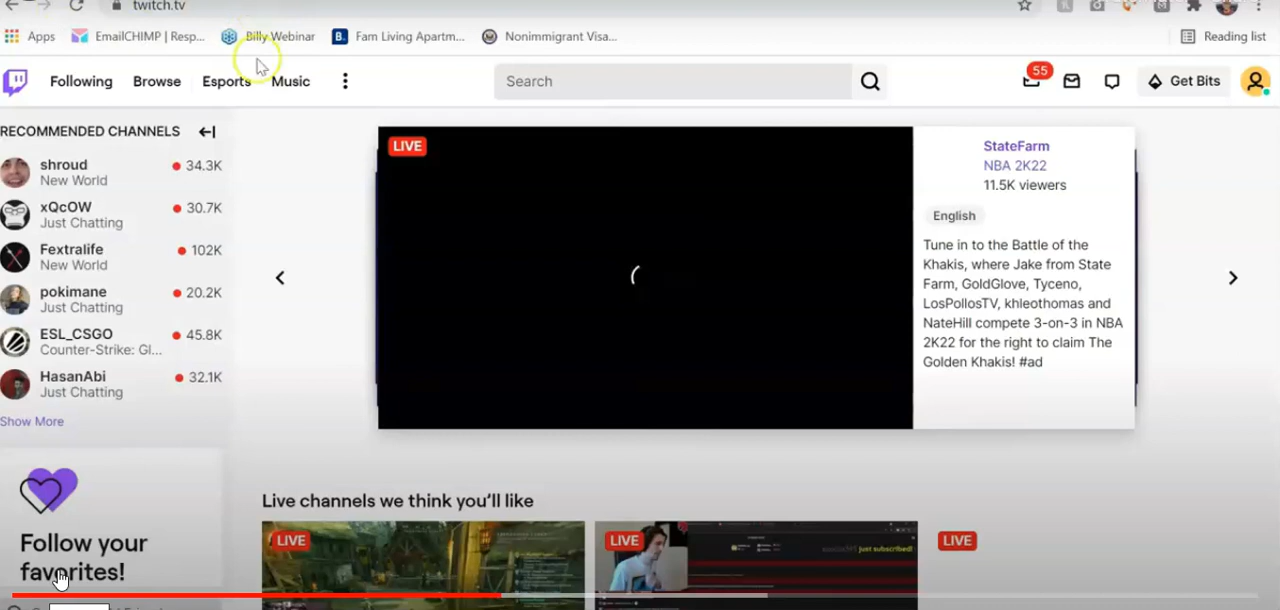 twitch.tv
Apps
EmailCHIMP | Resp...
Billy Webinar
B.
Fam Living Apartm...
Nonimmigrant Visa...
Reading list
Following
Browse
Esports
Music
Search
55
Get Bits
RECOMMENDED CHANNELS
shroud
34.3K
New World
xQcOW
30.7K
Just Chatting
Fextralife
102K
New World
pokimane
20.2K
Just Chatting
ESL_CSGO
45.8K
Counter-Strike: Gl...
HasanAbi
32.1K
Just Chatting
Show More
Follow your
favorites!
LIVE
StateFarm
NBA 2K22
11.5K viewers
English
Tune in to the Battle of the
Khakis, where Jake from State
Farm, GoldGlove, Tyceno,
LosPollosTV, khleothomas and
NateHill compete 3-on-3 in NBA
2K22 for the right to claim The
Golden Khakis! #ad
Live channels we think you'll like
LIVE
LIVE
just subscribed!
LIVE